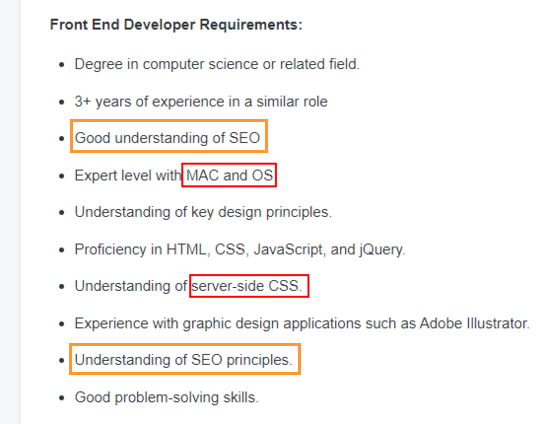 Front End Developer Requirements:
Degree in computer science or related field.
3+ years of experience in a similar role
Good understanding of SEO
Expert level with MAC and OS
Understanding of key design principles.
Proficiency in HTML, CSS, JavaScript, and jQuery.
Understanding of server-side CSS.
Experience with graphic design applications such as Adobe Illustrator.
Understanding of SEO principles.
Good problem-solving skills.